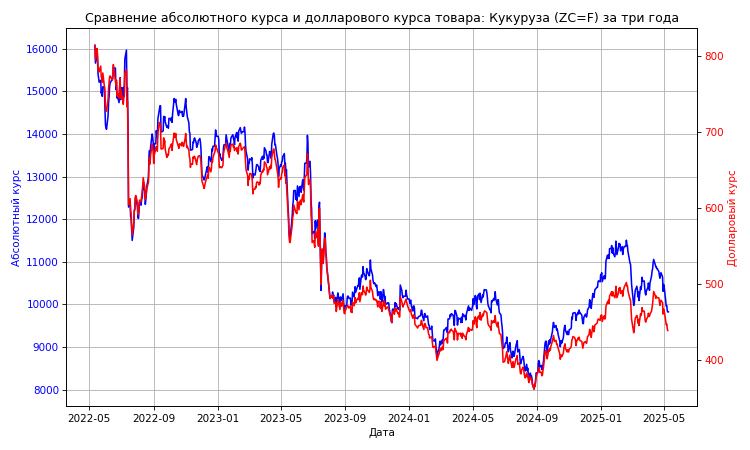 Сравнение абсолютного курса и долларового курса товара: Кукуруза (ZC=F) за три года
16000
15000
14000
13000
12000
11000
10000
9000
8000
Абсолютный курс
800
700
600
500
400
Долларовый курс
2022-05 2022-09 2023-01 2023-05 2023-09 2024-01 2024-05 2024-09 2025-01 2025-05
Дата